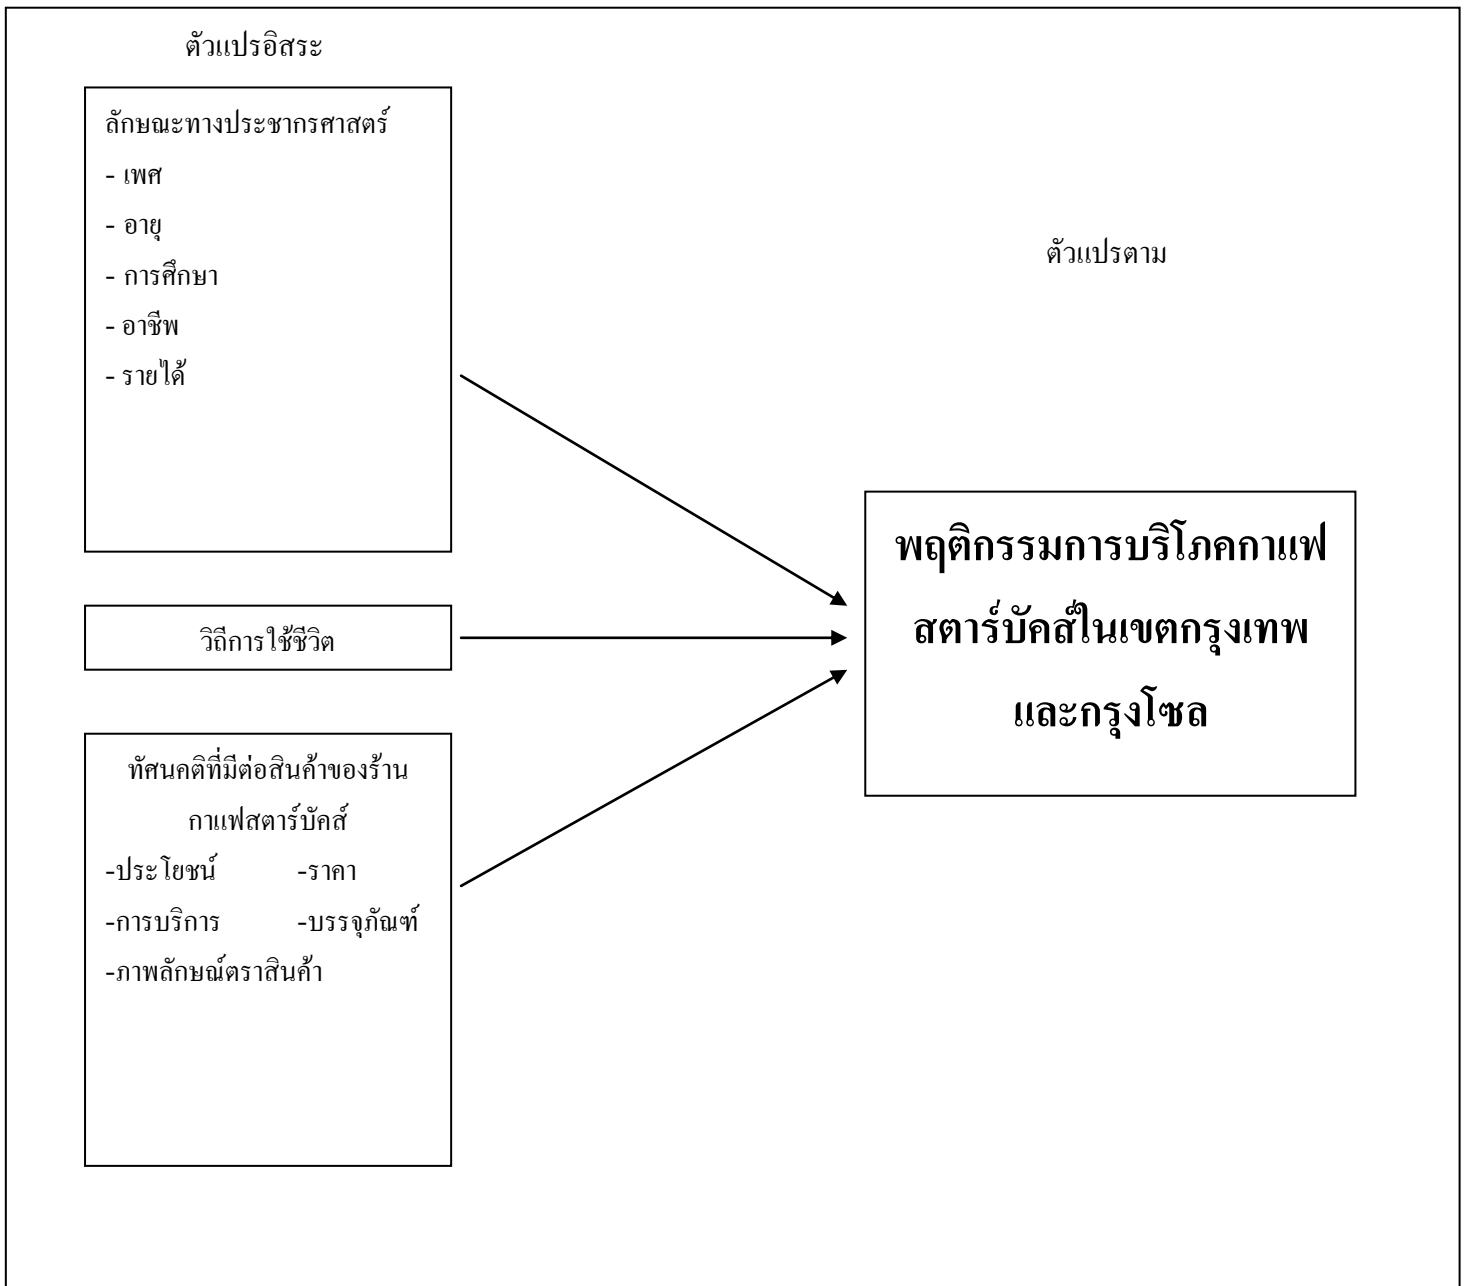 ตัวแปรอิสระ
ลักษณะทางประชากรศาสตร์
- เพศ
- อายุ
- การศึกษา
- อาชีพ
- รายได้
ตัวแปรตาม
วิถีการใช้ชีวิต
ทัศนคติที่มีต่อสินค้าของร้าน
กาแฟสตาร์บัคส์
-ประโยชน์ -ราคา
-การบริการ -บรรจุภัณฑ์
-ภาพลักษณ์ตราสินค้า
พฤติกรรมการบริโภคกาแฟ
สตาร์บัคส์ในเขตกรุงเทพ
และกรุงโซล